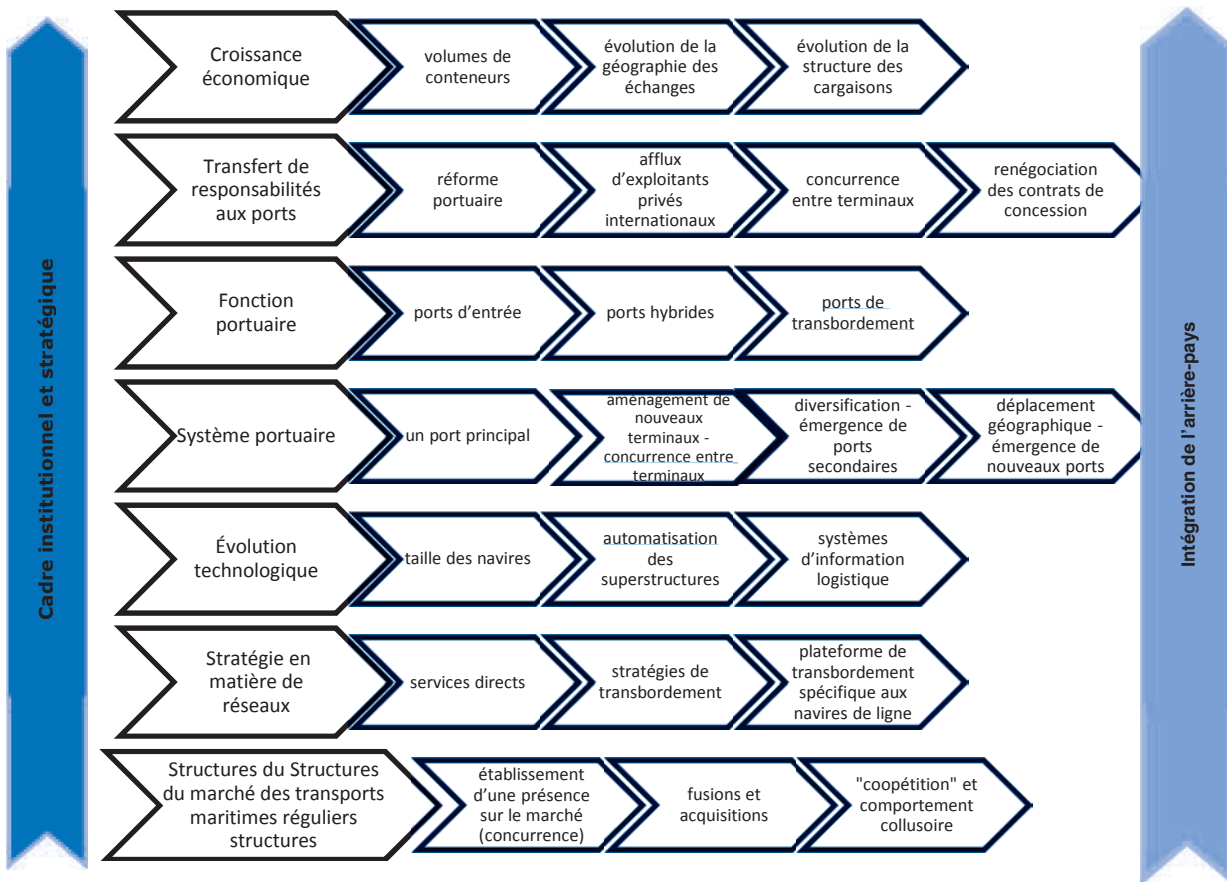 Cadre institutionnel et stratégique
Croissance
économique
volumes de
conteneurs
évolution de la
géographie des
échanges
évolution de la
structure des
cargaisons
Transfert de
responsabilités
aux ports
réforme
portuaire
afflux
d'exploitants
privés
internationaux
concurrence
entre terminaux
renégociation
des contrats de
concession
Fonction
portuaire
ports d'entrée
ports hybrides
ports de
transbordement
Système portuaire
un port principal
aménagement de
nouveaux
terminaux -
concurrence entre
terminaux
diversification -
émergence de
ports
secondaires
déplacement
géographique -
émergence de
nouveaux ports
Évolution
technologique
taille des navires
automatisation
des
superstructures
systèmes
d'information
logistique
Stratégie en
matière de
réseaux
services directs
stratégies de
transbordement
plateforme de
transbordement
spécifique aux
navires de ligne
Structures du Structures
du marché des transports
maritimes réguliers
structures
établissement
d'une présence
sur le marché
(concurrence)
fusions et
acquisitions
"coopétition" et
comportement
collusoire
Intégration de l'arrière-pays